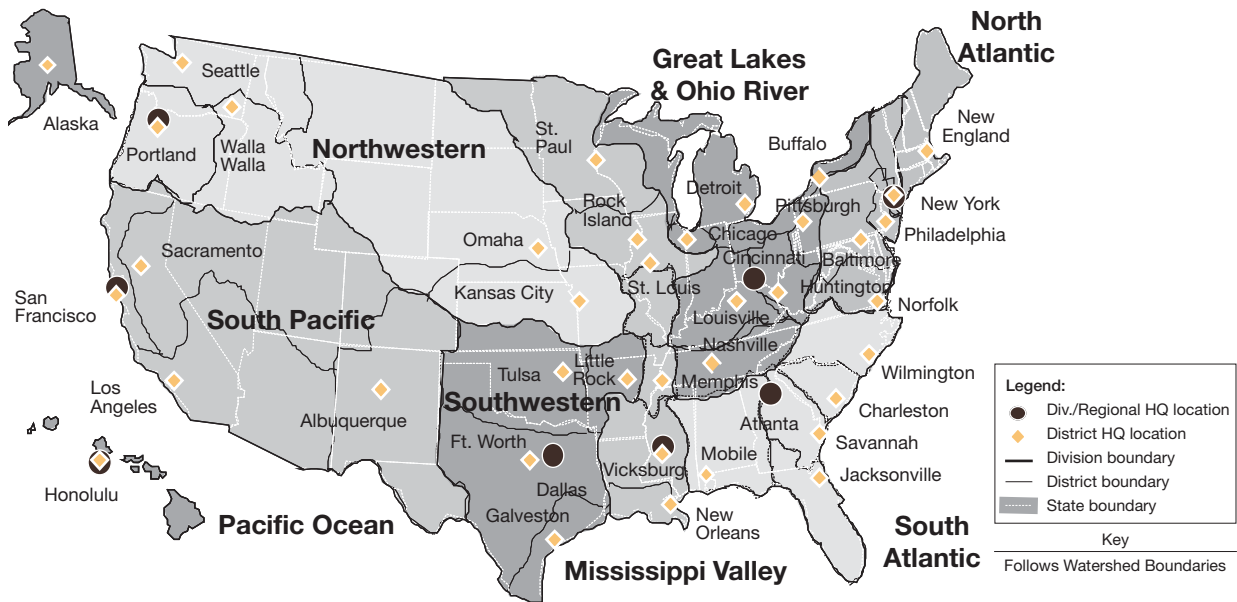 North
Atlantic
Great Lakes
& Ohio River
Seattle
Alaska
Portland
Walla
Walla
Northwestern
St.
Paul
Buffalo
New
England
Detroit
Rock
Island
Pittsburgh
New York
Omaha
Chicago
Philadelphia
Sacramento
Cincinnati
Baltimore
Kansas City
St. Louis
Huntington
San
Francisco
Norfolk
South Pacific
Louisville
Nashville
Little
Rock
Tulsa
Memphis
Wilmington
Los
Angeles
Albuquerque
Southwestern
Atlanta
Charleston
Ft. Worth
Savannah
Vicksburg
Mobile
Jacksonville
Honolulu
Dallas
Galveston
New
Orleans
Pacific Ocean
South
Atlantic
Mississippi Valley
Legend:
Div./Regional HQ location
District HQ location
Division boundary
District boundary
State boundary
Key
Follows Watershed Boundaries